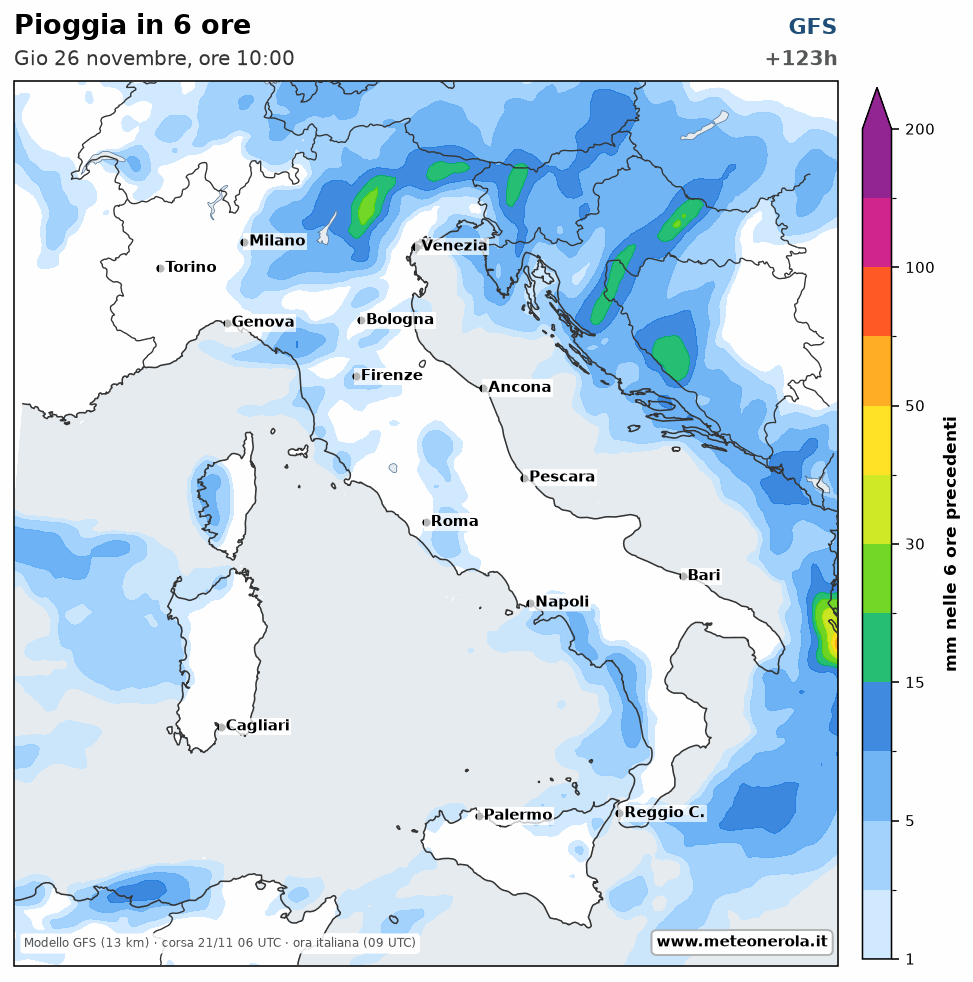 Pioggia in 6 ore
GFS
Gio 26 novembre, ore 10:00
+123h
200
100
50
30
15
5
1
mm nelle 6 ore precedenti
Milano
Venezia
Torino
Genova
Bologna
Firenze
Ancona
Pescara
Roma
Bari
Napoli
Cagliari
Palermo
Reggio C.
Modello GFS (13 km) · corsa 21/11 06 UTC · ora italiana (09 UTC)
www.meteonerola.it